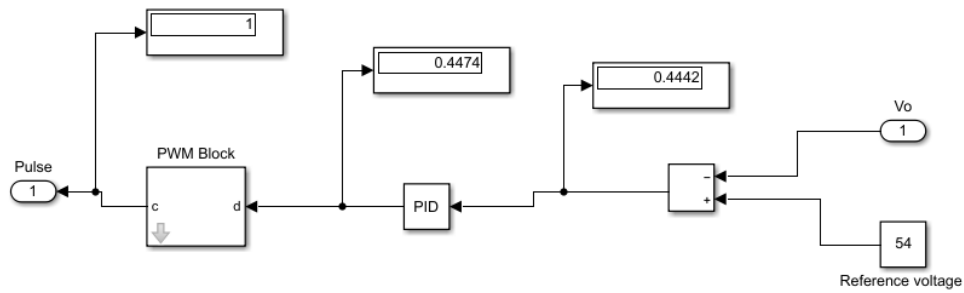 1
0.4474
0.4442
Vo
1
Pulse
1
PWM Block
c
d
PID
−
+
54
Reference voltage